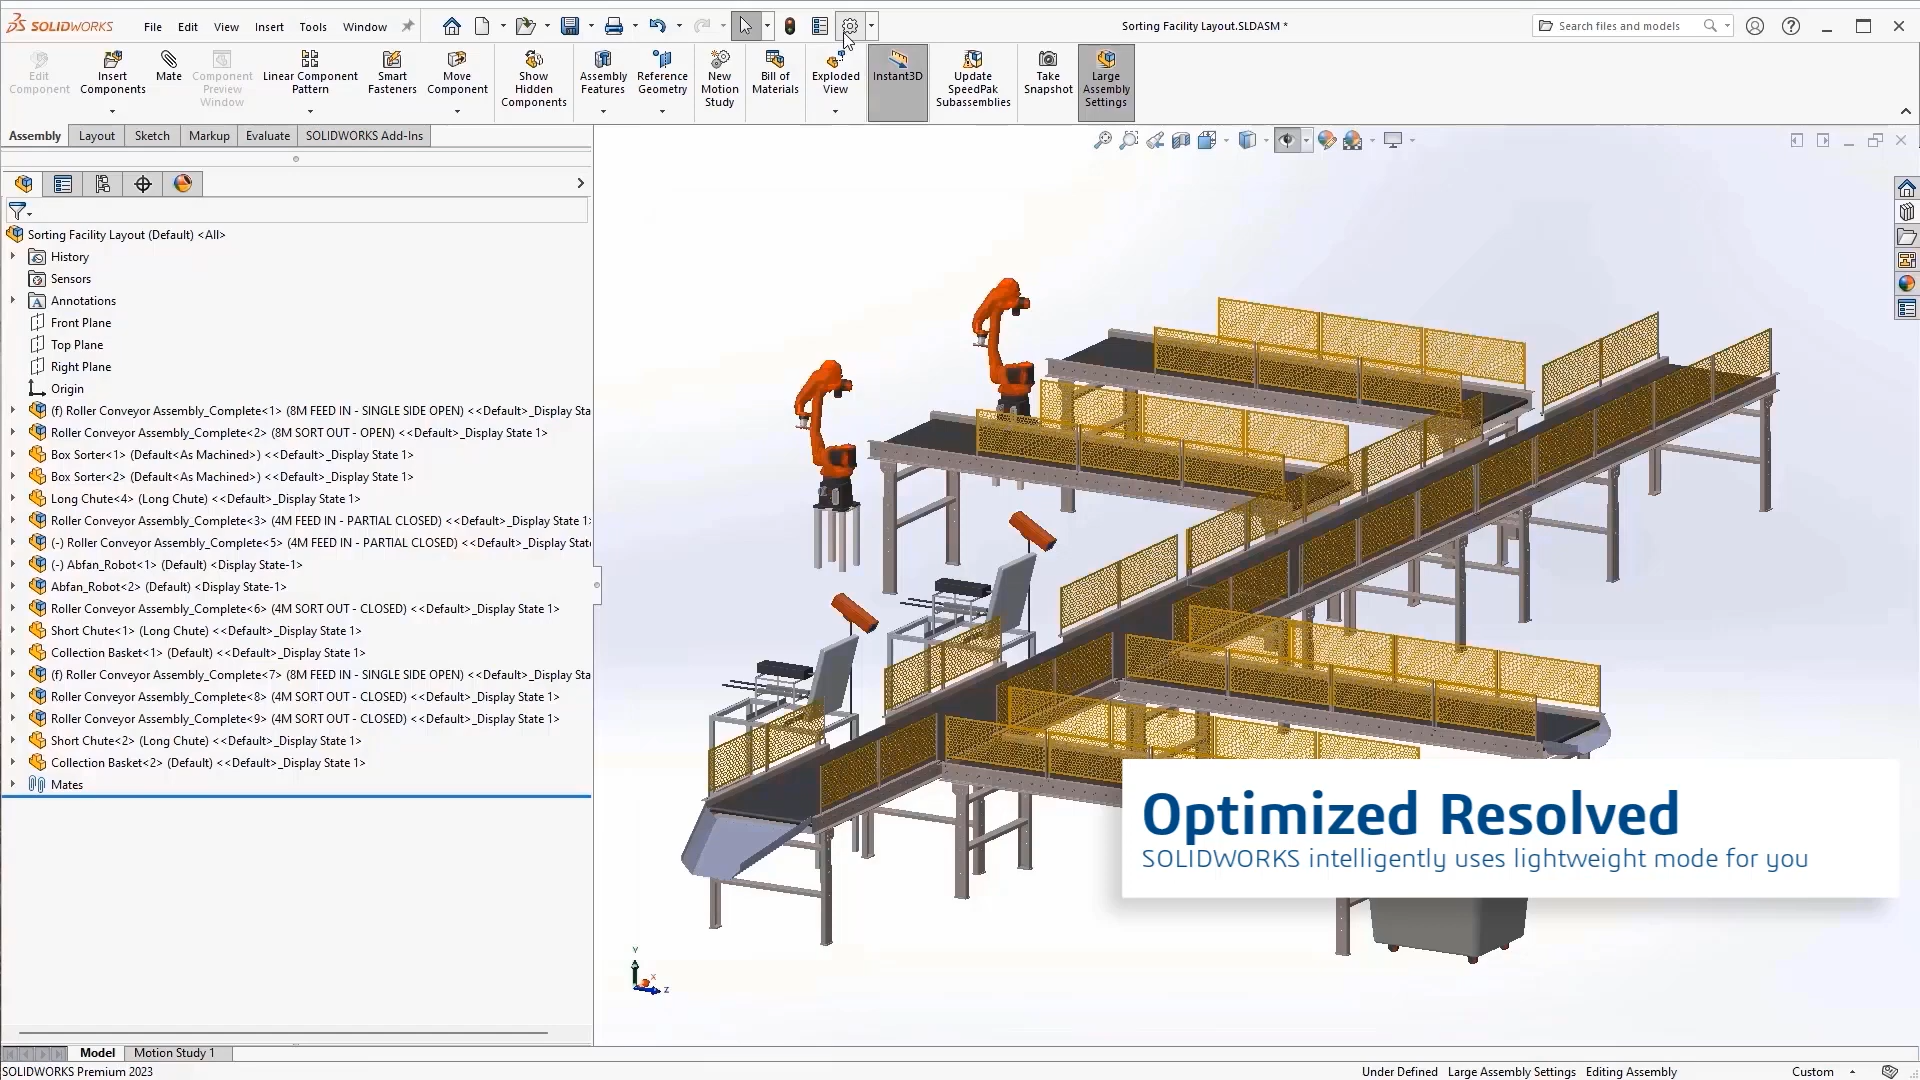 SOLIDWORKS
File Edit View Insert Tools Window
Sorting Facility Layout.SLDASM *
Search files and models
Edit Component
Insert Components
Mate
Component Preview Window
Linear Component Pattern
Smart Fasteners
Move Component
Show Hidden Components
Assembly Features
Reference Geometry
New Motion Study
Bill of Materials
Exploded View
Instant3D
Update SpeedPak Subassemblies
Take Snapshot
Large Assembly Settings
Assembly Layout Sketch Markup Evaluate SOLIDWORKS Add-Ins
Sorting Facility Layout (Default) <All>
History
Sensors
Annotations
Front Plane
Top Plane
Right Plane
Origin
(f) Roller Conveyor Assembly_Complete<1> (8M FEED IN - SINGLE SIDE OPEN) <<Default>_Display Sta
Roller Conveyor Assembly_Complete<2> (8M SORT OUT - OPEN) <<Default>_Display State 1>
Box Sorter<1> (Default<As Machined>) <<Default>_Display State 1>
Box Sorter<2> (Default<As Machined>) <<Default>_Display State 1>
Long Chute<4> (Long Chute) <<Default>_Display State 1>
Roller Conveyor Assembly_Complete<3> (4M FEED IN - PARTIAL CLOSED) <<Default>_Display State 1>
(-) Roller Conveyor Assembly_Complete<5> (4M FEED IN - PARTIAL CLOSED) <<Default>_Display Stat
(-) Abfan_Robot<1> (Default) <Display State-1>
Abfan_Robot<2> (Default) <Display State-1>
Roller Conveyor Assembly_Complete<6> (4M SORT OUT - CLOSED) <<Default>_Display State 1>
Short Chute<1> (Long Chute) <<Default>_Display State 1>
Collection Basket<1> (Default) <<Default>_Display State 1>
(f) Roller Conveyor Assembly_Complete<7> (8M FEED IN - SINGLE SIDE OPEN) <<Default>_Display Sta
Roller Conveyor Assembly_Complete<8> (4M SORT OUT - CLOSED) <<Default>_Display State 1>
Roller Conveyor Assembly_Complete<9> (4M SORT OUT - CLOSED) <<Default>_Display State 1>
Short Chute<2> (Long Chute) <<Default>_Display State 1>
Collection Basket<2> (Default) <<Default>_Display State 1>
Mates
Optimized Resolved
SOLIDWORKS intelligently uses lightweight mode for you
Y
X
Z
Model Motion Study 1
SOLIDWORKS Premium 2023
Under Defined Large Assembly Settings Editing Assembly Custom